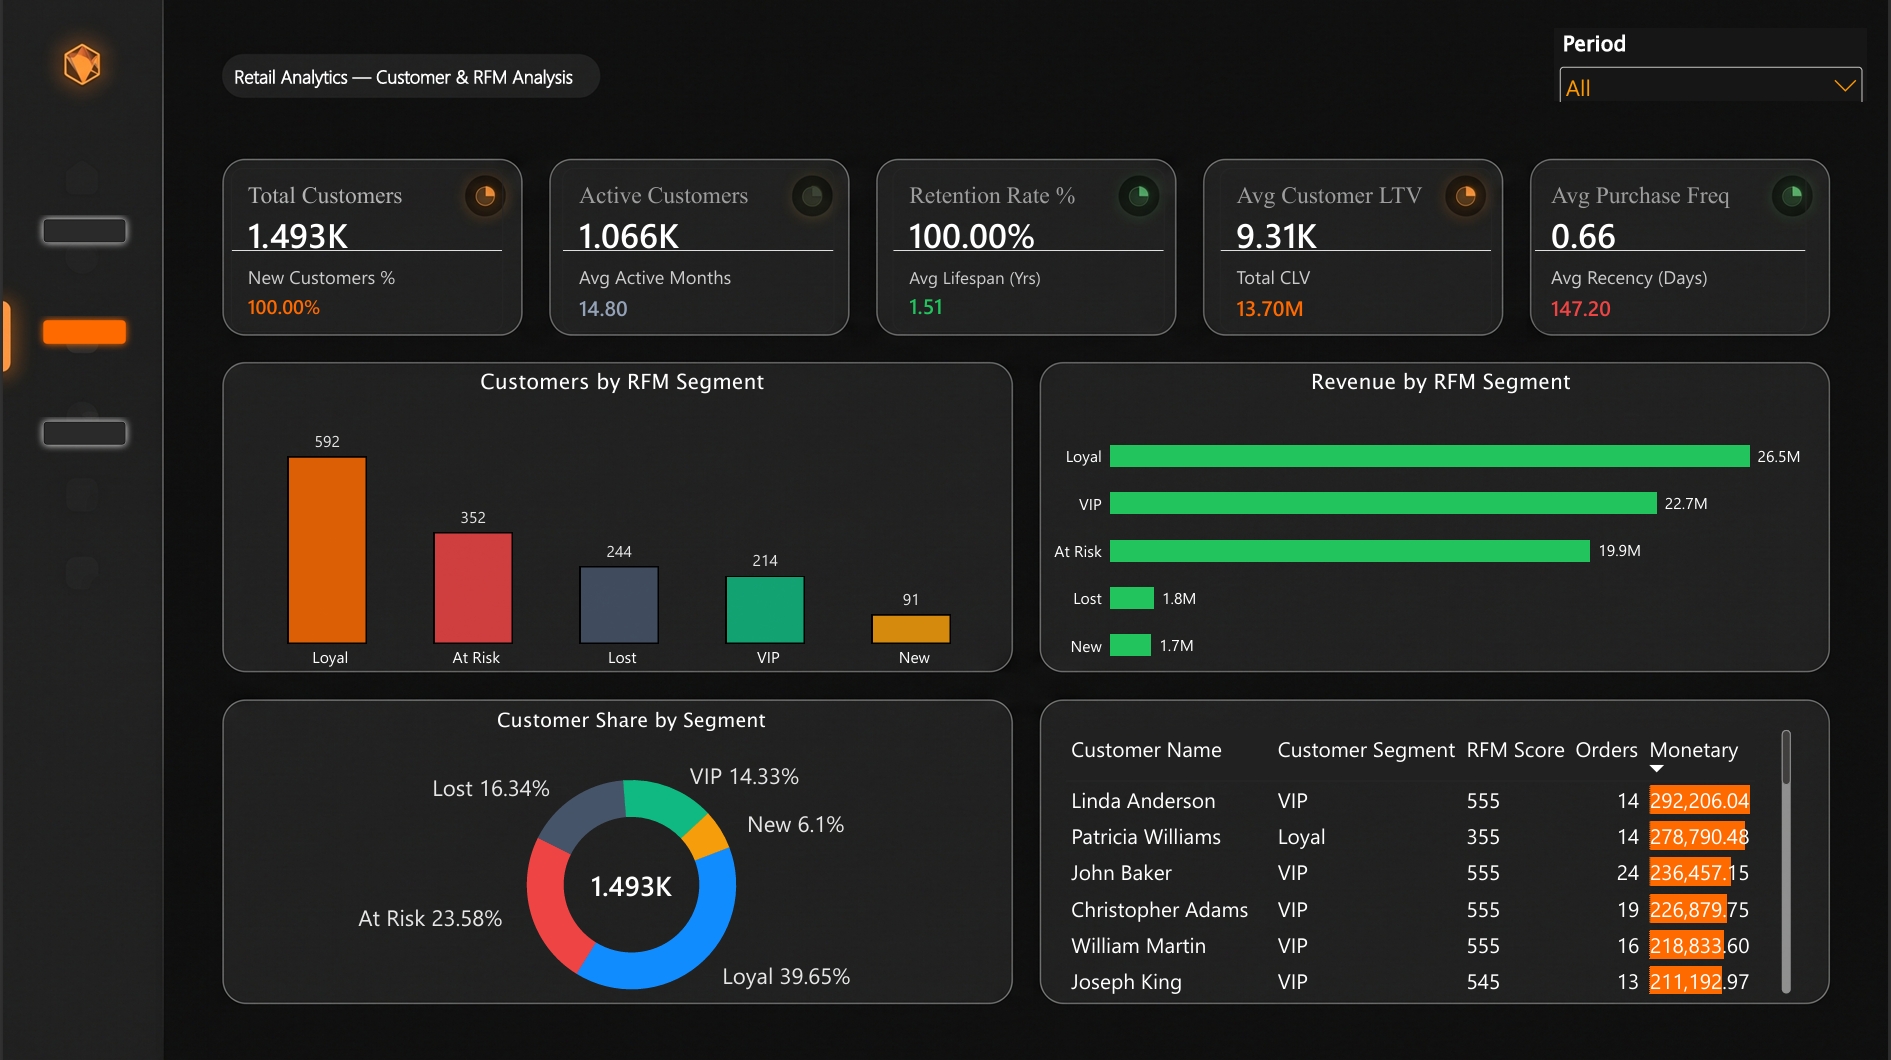 Period
Retail Analytics — Customer & RFM Analysis
All
Total Customers
1.493K
New Customers %
100.00%
Active Customers
1.066K
Avg Active Months
14.80
Retention Rate %
100.00%
Avg Lifespan (Yrs)
1.51
Avg Customer LTV
9.31K
Total CLV
13.70M
Avg Purchase Freq
0.66
Avg Recency (Days)
147.20
Customers by RFM Segment
592
352
244
214
91
Loyal At Risk Lost VIP New
Revenue by RFM Segment
Loyal 26.5M
VIP 22.7M
At Risk 19.9M
Lost 1.8M
New 1.7M
Customer Share by Segment
VIP 14.33%
Lost 16.34%
New 6.1%
1.493K
At Risk 23.58%
Loyal 39.65%
Customer Name Customer Segment RFM Score Orders Monetary
Linda Anderson VIP 555 14 292,206.04
Patricia Williams Loyal 355 14 278,790.48
John Baker VIP 555 24 236,457.15
Christopher Adams VIP 555 19 226,879.75
William Martin VIP 555 16 218,833.60
Joseph King VIP 545 13 211,192.97